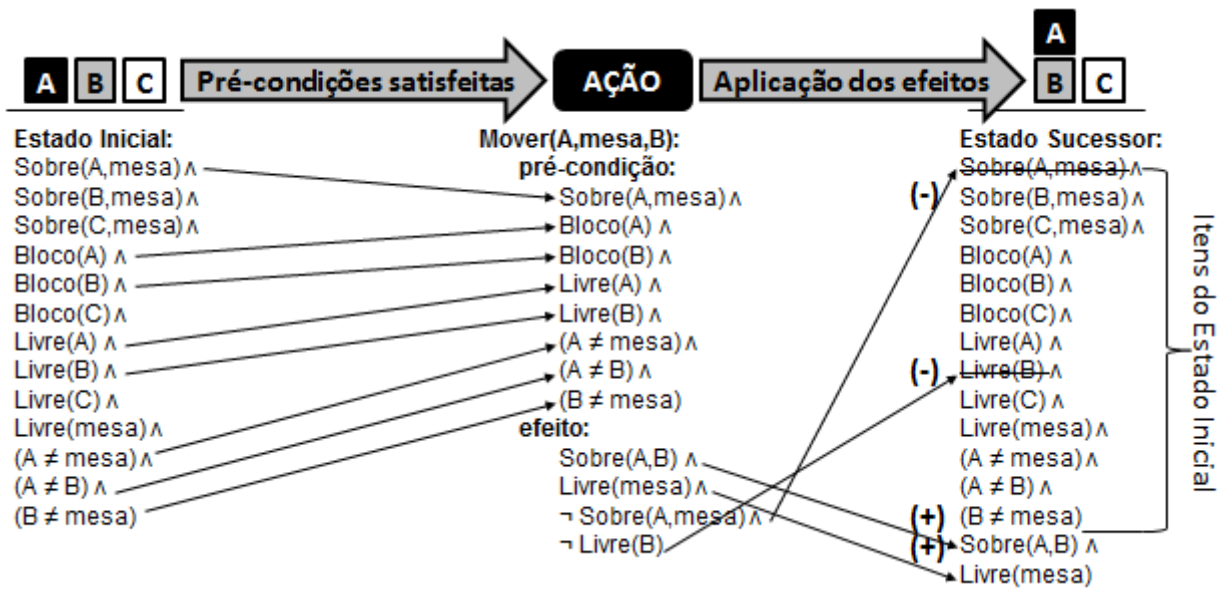 A B C
Pré-condições satisfeitas
AÇÃO
Aplicação dos efeitos
A
B C
Estado Inicial:
Sobre(A,mesa)∧
Sobre(B,mesa)∧
Sobre(C,mesa)∧
Bloco(A) ∧
Bloco(B) ∧
Bloco(C)∧
Livre(A) ∧
Livre(B) ∧
Livre(C) ∧
Livre(mesa)∧
(A ≠ mesa)∧
(A ≠ B) ∧
(B ≠ mesa)
Mover(A,mesa,B):
pré-condição:
Sobre(A,mesa)∧
Bloco(A) ∧
Bloco(B) ∧
Livre(A) ∧
Livre(B) ∧
(A ≠ mesa)∧
(A ≠ B) ∧
(B ≠ mesa)
efeito:
Sobre(A,B) ∧
Livre(mesa)∧
¬ Sobre(A,mesa)∧
¬ Livre(B)
Estado Sucessor:
(-) Sobre(A,mesa)∧
Sobre(B,mesa)∧
Sobre(C,mesa)∧
Bloco(A) ∧
Bloco(B) ∧
Bloco(C)∧
Livre(A) ∧
(-) Livre(B) ∧
Livre(C) ∧
Livre(mesa)∧
(A ≠ mesa)∧
(A ≠ B) ∧
(+) (B ≠ mesa)
(+) Sobre(A,B) ∧
Livre(mesa)
Itens do Estado Inicial